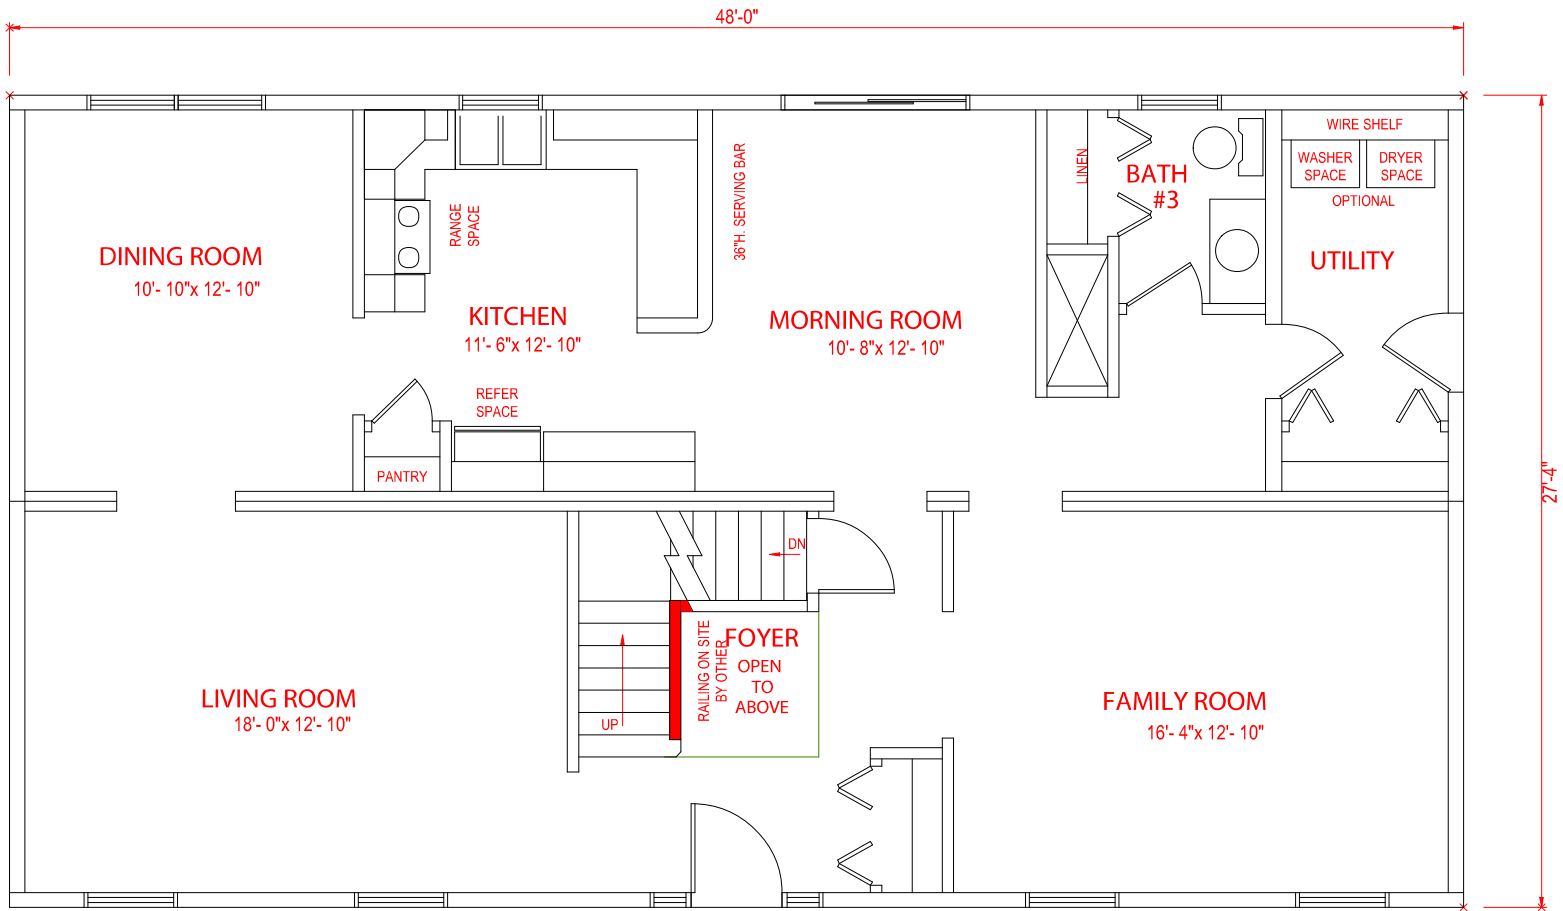 48'-0"
WIRE SHELF
WASHER
SPACE
DRYER
SPACE
OPTIONAL
LINEN
BATH
#3
36"H. SERVING BAR
RANGE
SPACE
DINING ROOM
10'- 10"x 12'- 10"
UTILITY
KITCHEN
11'- 6"x 12'- 10"
MORNING ROOM
10'- 8"x 12'- 10"
REFER
SPACE
PANTRY
27'-4"
DN
RAILING ON SITE
BY OTHER
FOYER
OPEN
TO
ABOVE
UP
LIVING ROOM
18'- 0"x 12'- 10"
FAMILY ROOM
16'- 4"x 12'- 10"